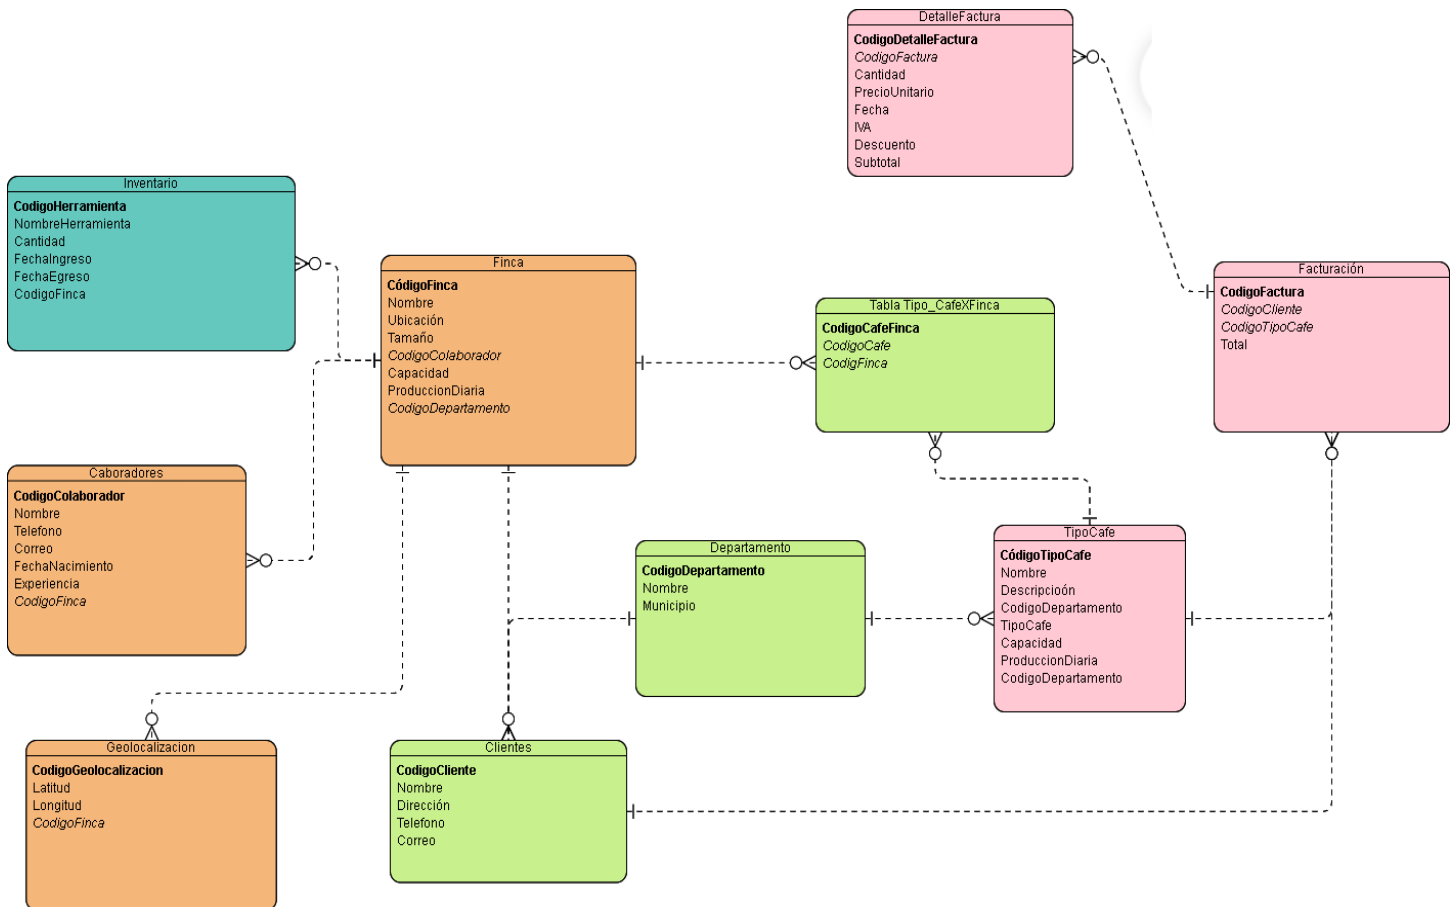 DetalleFactura
CodigoDetalleFactura
CodigoFactura
Cantidad
PrecioUnitario
Fecha
IVA
Descuento
Subtotal
Inventario
CodigoHerramienta
NombreHerramienta
Cantidad
FechaIngreso
FechaEgreso
CodigoFinca
Finca
CódigoFinca
Nombre
Ubicación
Tamaño
CodigoColaborador
Capacidad
ProduccionDiaria
CodigoDepartamento
Tabla Tipo_CafeXFinca
CodigoCafeFinca
CodigoCafe
CodigFinca
Facturación
CodigoFactura
CodigoCliente
CodigoTipoCafe
Total
Caboradores
CodigoColaborador
Nombre
Telefono
Correo
FechaNacimiento
Experiencia
CodigoFinca
Departamento
CodigoDepartamento
Nombre
Municipio
TipoCafe
CódigoTipoCafe
Nombre
Descripcioón
CodigoDepartamento
TipoCafe
Capacidad
ProduccionDiaria
CodigoDepartamento
Geolocalizacion
CodigoGeolocalizacion
Latitud
Longitud
CodigoFinca
Clientes
CodigoCliente
Nombre
Dirección
Telefono
Correo